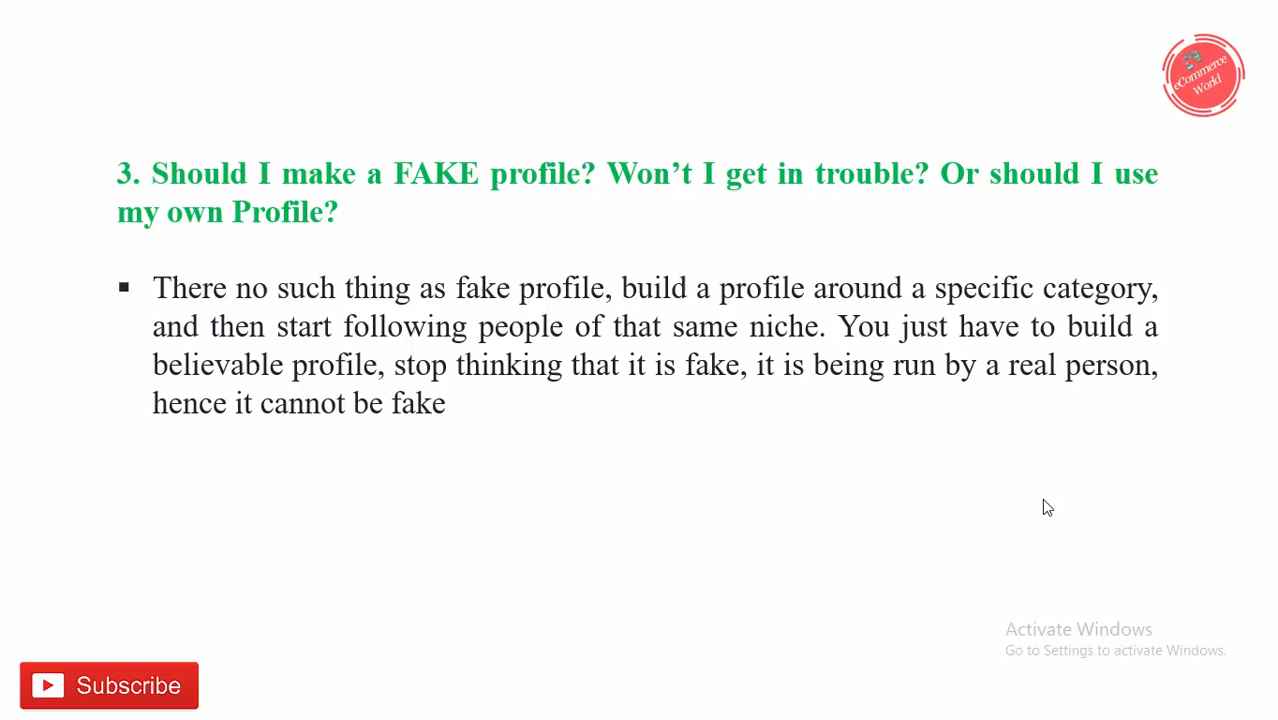 eCommerce
World
3. Should I make a FAKE profile? Won’t I get in trouble? Or should I use
my own Profile?
▪ There no such thing as fake profile, build a profile around a specific category,
and then start following people of that same niche. You just have to build a
believable profile, stop thinking that it is fake, it is being run by a real person,
hence it cannot be fake
Activate Windows
Go to Settings to activate Windows.
Subscribe